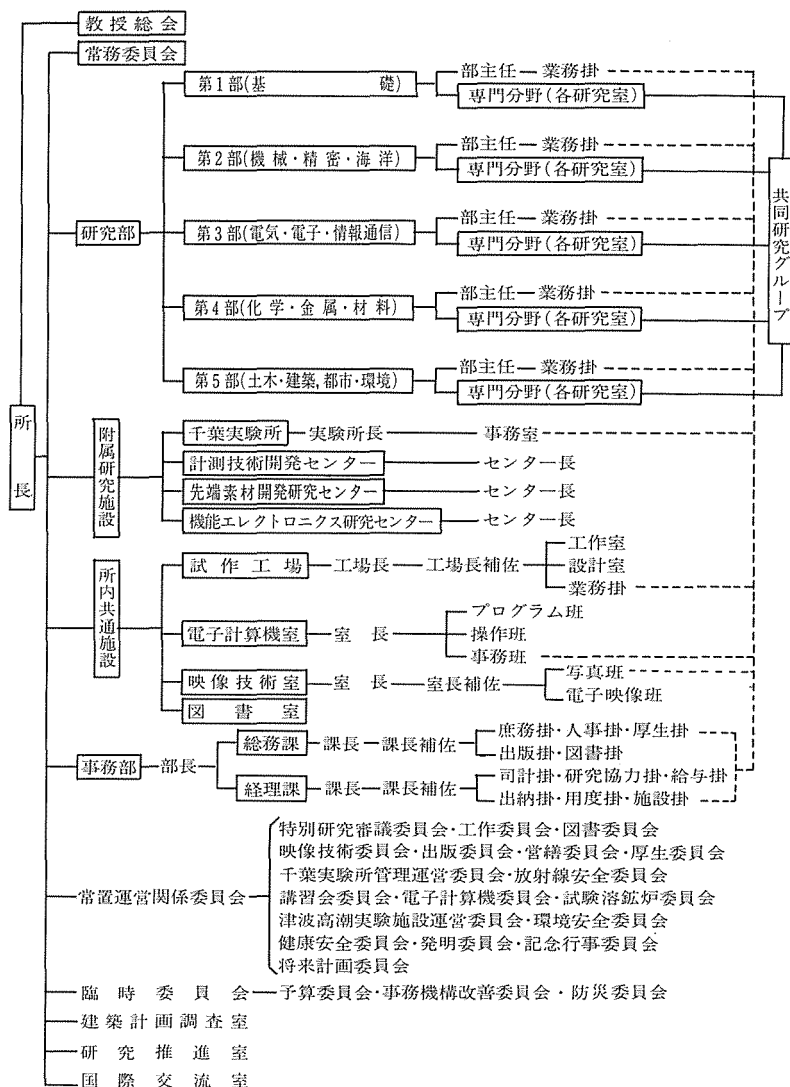 教授総会
常務委員会
所長
研究部
第1部(基礎)
部主任 業務掛
専門分野(各研究室)
第2部(機械・精密・海洋)
部主任 業務掛
専門分野(各研究室)
第3部(電気・電子・情報通信)
部主任 業務掛
専門分野(各研究室)
第4部(化学・金属・材料)
部主任 業務掛
専門分野(各研究室)
第5部(土木・建築,都市・環境)
部主任 業務掛
専門分野(各研究室)
共同研究グループ
附属研究施設
千葉実験所 実験所長 事務室
計測技術開発センター センター長
先端素材開発研究センター センター長
機能エレクトロニクス研究センター センター長
所内共通施設
試作工場 工場長 工場長補佐
工作室
設計室
業務掛
電子計算機室 室長
プログラム班
操作班
事務班
映像技術室 室長 室長補佐
写真班
電子映像班
図書室
事務部 部長
総務課 課長 課長補佐
庶務掛・人事掛・厚生掛
出版掛・図書掛
経理課 課長 課長補佐
司計掛・研究協力掛・給与掛
出納掛・用度掛・施設掛
常置運営関係委員会
特別研究審議委員会・工作委員会・図書委員会
映像技術委員会・出版委員会・営繕委員会・厚生委員会
千葉実験所管理運営委員会・放射線安全委員会
講習会委員会・電子計算機委員会・試験溶鉱炉委員会
津波高潮実験施設運営委員会・環境安全委員会
健康安全委員会・発明委員会・記念行事委員会
将来計画委員会
臨時委員会 予算委員会・事務機構改善委員会・防災委員会
建築計画調査室
研究推進室
国際交流室